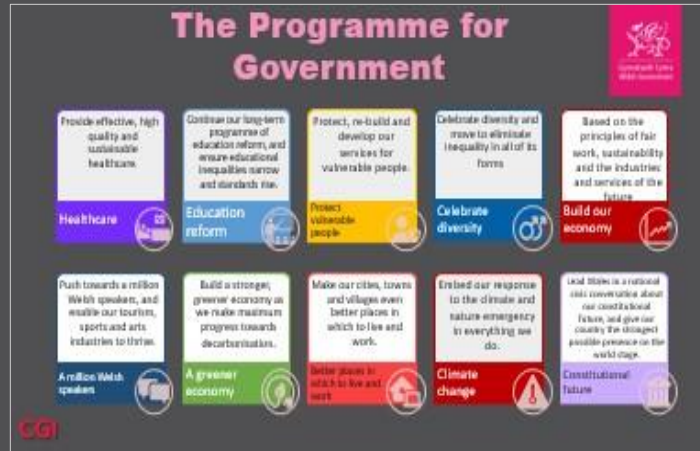 The Programme for
Government
Llywodraeth Cymru
Welsh Government
Provide effective, high
quality and
sustainable
healthcare.
Healthcare
Continue our long-term
programme of
education reform, and
ensure educational
inequalities narrow
and standards rise.
Education
reform
Protect, re-build and
develop our
services for
vulnerable people.
Protect
vulnerable
people
Celebrate diversity and
move to eliminate
inequality in all of its
forms
Celebrate
diversity
Based on the
principles of fair
work, sustainability
and the industries
and services of the
future
Build our
economy
Push towards a million
Welsh speakers, and
enable our tourism,
sports and arts
industries to thrive.
A million Welsh
speakers
Build a stronger,
greener economy as
we make maximum
progress towards
decarbonisation.
A greener
economy
Make our cities, towns
and villages even
better places in
which to live and
work.
Better places in
which to live and
work
Embed our response
to the climate and
nature emergency
in everything we
do.
Climate
change
Lead Wales in a national
civic conversation about
our constitutional
future, and give our
country the strongest
possible presence on the
world stage.
Constitutional
future
CGI